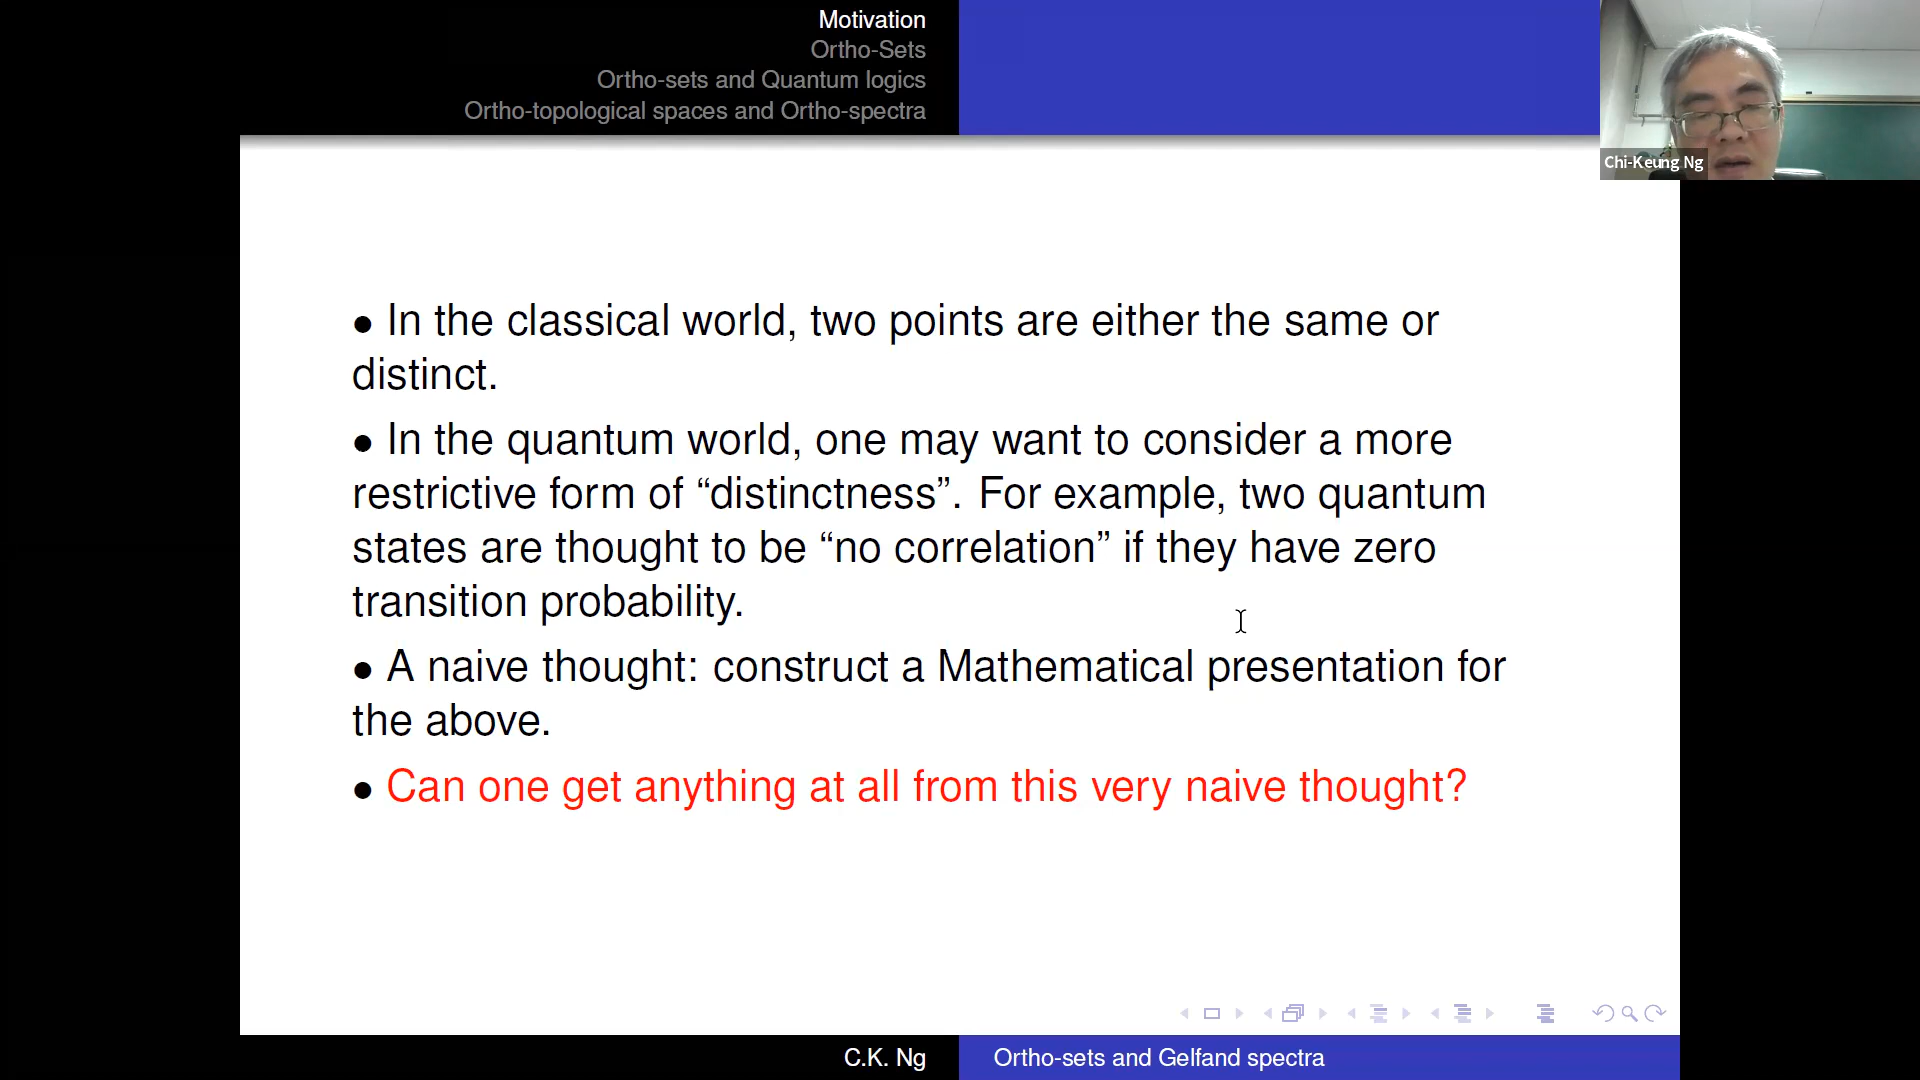 Motivation
Ortho-Sets
Ortho-sets and Quantum logics
Ortho-topological spaces and Ortho-spectra
Chi-Keung Ng
• In the classical world, two points are either the same or
distinct.
• In the quantum world, one may want to consider a more
restrictive form of “distinctness”. For example, two quantum
states are thought to be “no correlation” if they have zero
transition probability.
• A naive thought: construct a Mathematical presentation for
the above.
• Can one get anything at all from this very naive thought?
C.K. Ng
Ortho-sets and Gelfand spectra